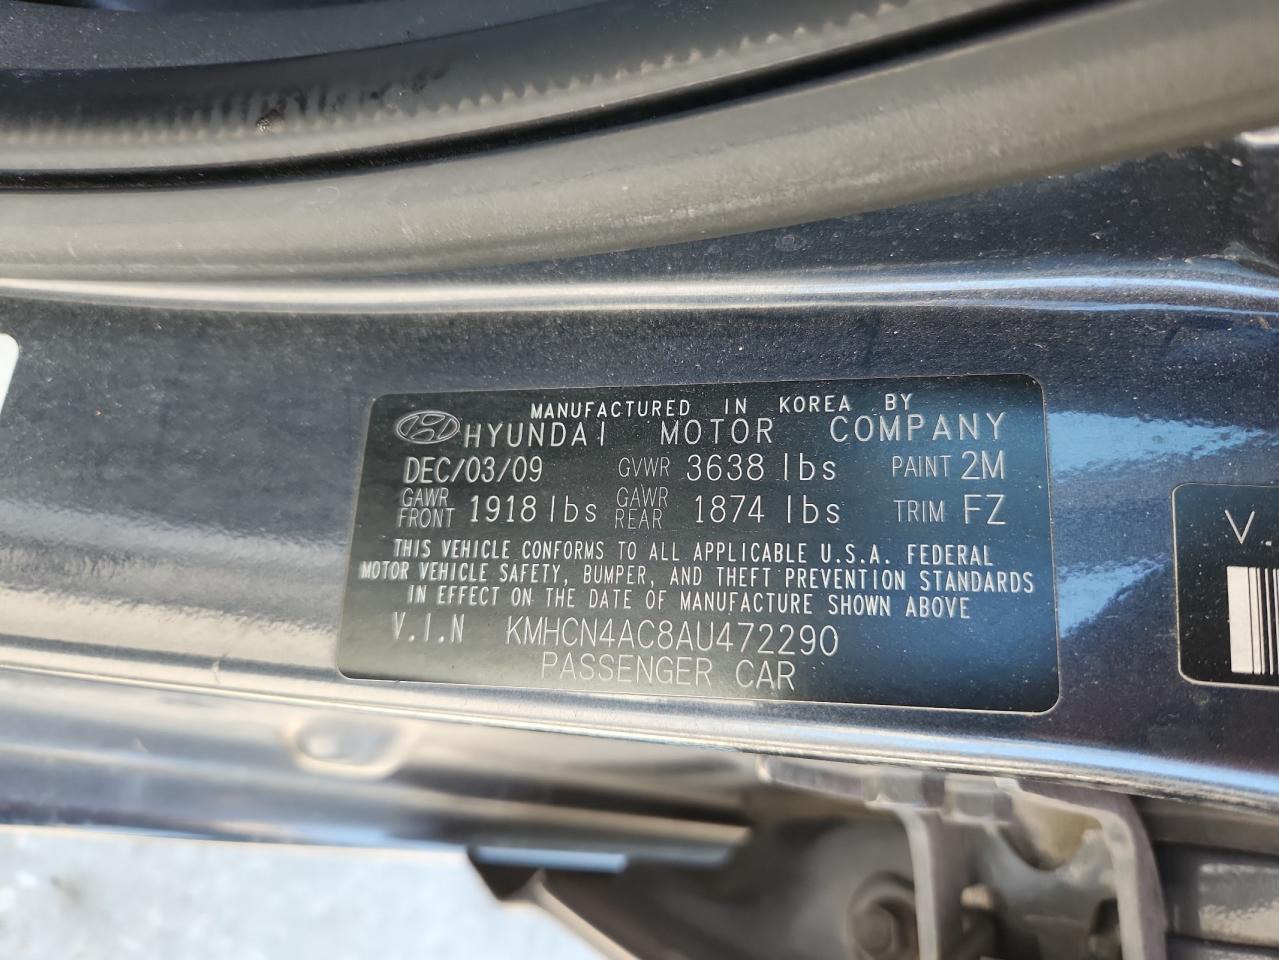 MANUFACTURED IN KOREA BY
HYUNDAI MOTOR COMPANY
DEC/03/09 GVWR 3638 lbs PAINT 2M
GAWR FRONT 1918 lbs GAWR REAR 1874 lbs TRIM FZ
THIS VEHICLE CONFORMS TO ALL APPLICABLE U.S.A. FEDERAL
MOTOR VEHICLE SAFETY, BUMPER, AND THEFT PREVENTION STANDARDS
IN EFFECT ON THE DATE OF MANUFACTURE SHOWN ABOVE
V.I.N KMHCN4AC8AU472290
PASSENGER CAR
V.